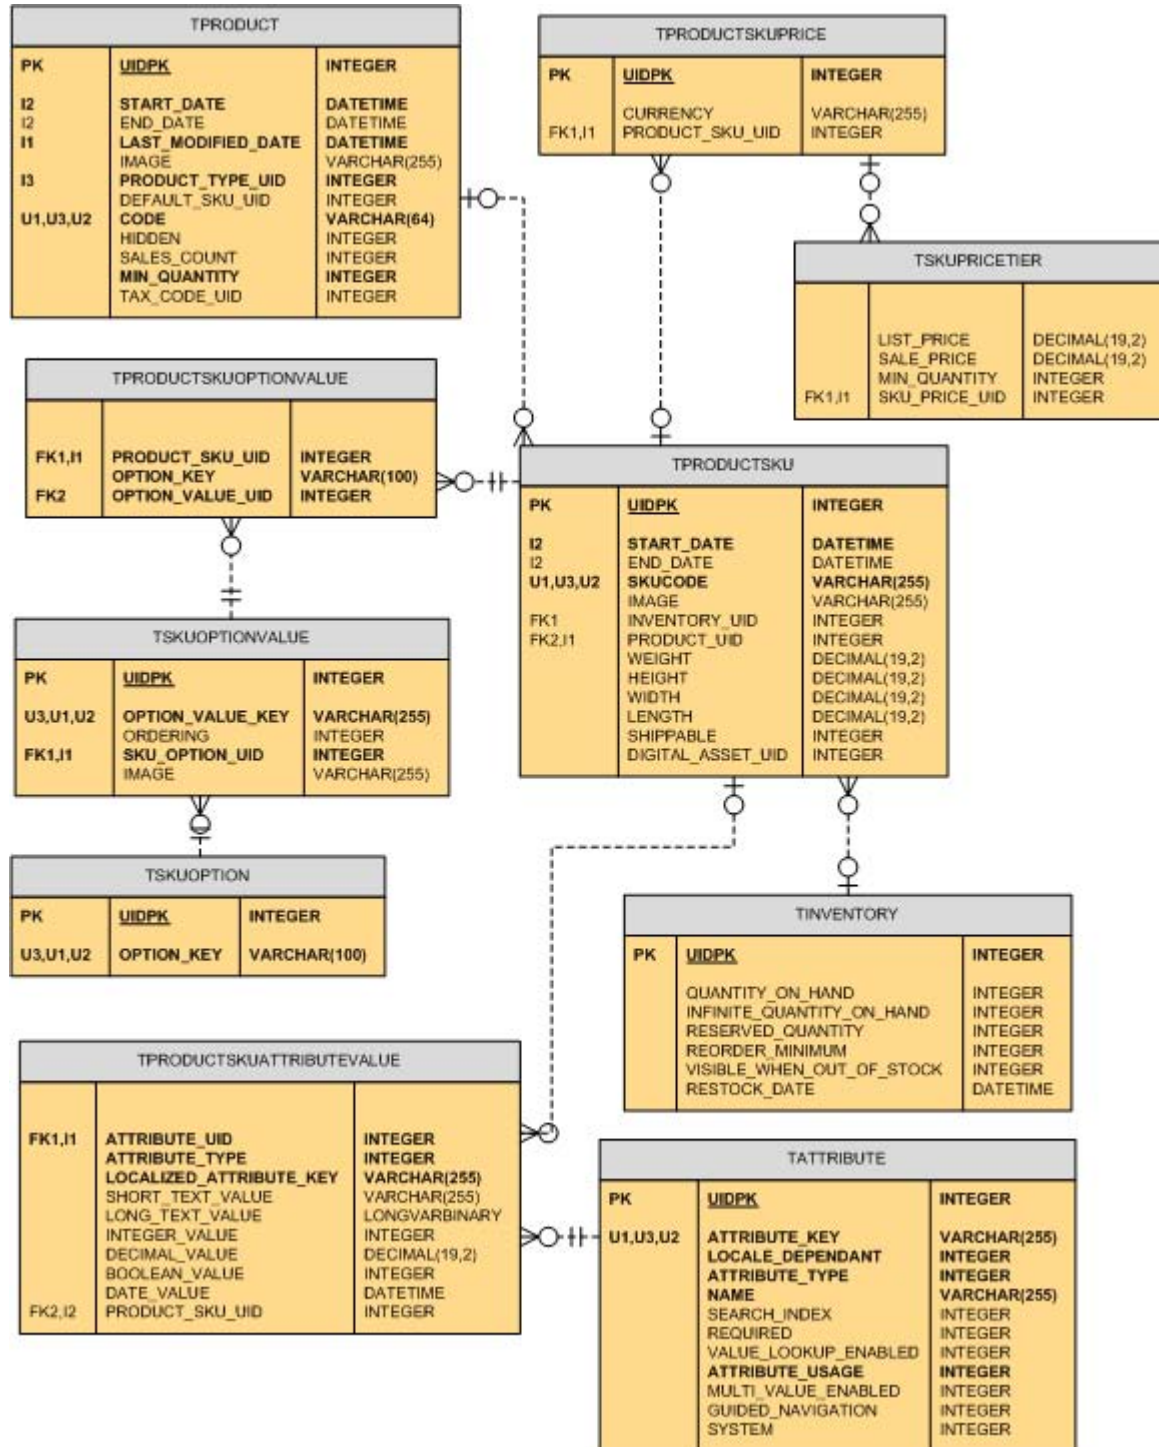 TPRODUCT
PK UIDPK INTEGER
I2 START_DATE DATETIME
I2 END_DATE DATETIME
I1 LAST_MODIFIED_DATE DATETIME
IMAGE VARCHAR(255)
I3 PRODUCT_TYPE_UID INTEGER
DEFAULT_SKU_UID INTEGER
U1,U3,U2 CODE VARCHAR(64)
HIDDEN INTEGER
SALES_COUNT INTEGER
MIN_QUANTITY INTEGER
TAX_CODE_UID INTEGER
TPRODUCTSKUPRICE
PK UIDPK INTEGER
CURRENCY VARCHAR(255)
FK1,I1 PRODUCT_SKU_UID INTEGER
TSKUPRICETIER
LIST_PRICE DECIMAL(19,2)
SALE_PRICE DECIMAL(19,2)
MIN_QUANTITY INTEGER
FK1,I1 SKU_PRICE_UID INTEGER
TPRODUCTSKUOPTIONVALUE
FK1,I1 PRODUCT_SKU_UID INTEGER
OPTION_KEY VARCHAR(100)
FK2 OPTION_VALUE_UID INTEGER
TPRODUCTSKU
PK UIDPK INTEGER
I2 START_DATE DATETIME
I2 END_DATE DATETIME
U1,U3,U2 SKUCODE VARCHAR(255)
IMAGE VARCHAR(255)
FK1 INVENTORY_UID INTEGER
FK2,I1 PRODUCT_UID INTEGER
WEIGHT DECIMAL(19,2)
HEIGHT DECIMAL(19,2)
WIDTH DECIMAL(19,2)
LENGTH DECIMAL(19,2)
SHIPPABLE INTEGER
DIGITAL_ASSET_UID INTEGER
TSKUOPTIONVALUE
PK UIDPK INTEGER
U3,U1,U2 OPTION_VALUE_KEY VARCHAR(255)
ORDERING INTEGER
FK1,I1 SKU_OPTION_UID INTEGER
IMAGE VARCHAR(255)
TSKUOPTION
PK UIDPK INTEGER
U3,U1,U2 OPTION_KEY VARCHAR(100)
TINVENTORY
PK UIDPK INTEGER
QUANTITY_ON_HAND INTEGER
INFINITE_QUANTITY_ON_HAND INTEGER
RESERVED_QUANTITY INTEGER
REORDER_MINIMUM INTEGER
VISIBLE_WHEN_OUT_OF_STOCK INTEGER
RESTOCK_DATE DATETIME
TPRODUCTSKUATTRIBUTEVALUE
FK1,I1 ATTRIBUTE_UID INTEGER
ATTRIBUTE_TYPE INTEGER
LOCALIZED_ATTRIBUTE_KEY VARCHAR(255)
SHORT_TEXT_VALUE VARCHAR(255)
LONG_TEXT_VALUE LONGVARBINARY
INTEGER_VALUE INTEGER
DECIMAL_VALUE DECIMAL(19,2)
BOOLEAN_VALUE INTEGER
DATE_VALUE DATETIME
FK2,I2 PRODUCT_SKU_UID INTEGER
TATTRIBUTE
PK UIDPK INTEGER
U1,U3,U2 ATTRIBUTE_KEY VARCHAR(255)
LOCALE_DEPENDANT INTEGER
ATTRIBUTE_TYPE INTEGER
NAME VARCHAR(255)
SEARCH_INDEX INTEGER
REQUIRED INTEGER
VALUE_LOOKUP_ENABLED INTEGER
ATTRIBUTE_USAGE INTEGER
MULTI_VALUE_ENABLED INTEGER
GUIDED_NAVIGATION INTEGER
SYSTEM INTEGER